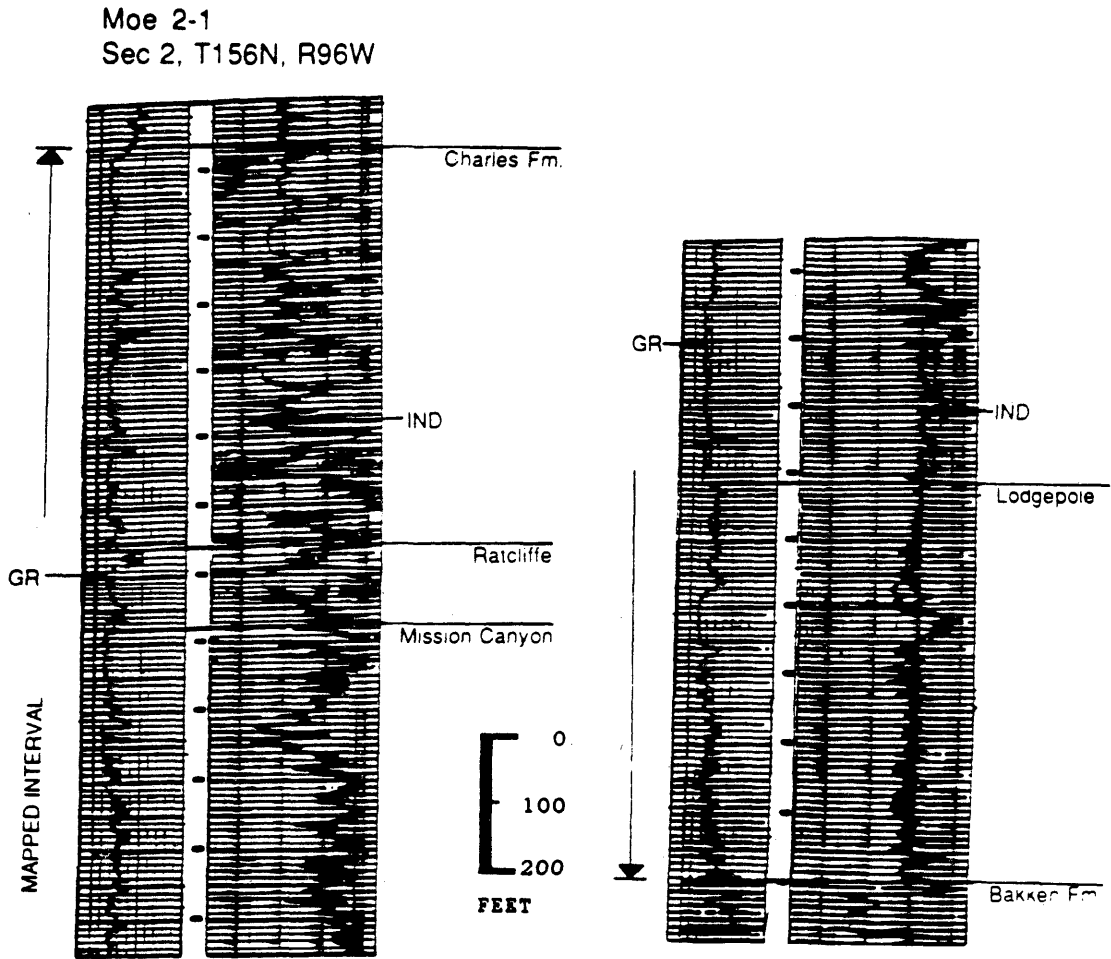 Moe 2-1
Sec 2, T156N, R96W
Charles Fm.
IND
Ratcliffe
GR
Mission Canyon
MAPPED INTERVAL
0
100
200
FEET
GR
IND
Lodgepole
Bakken Fm